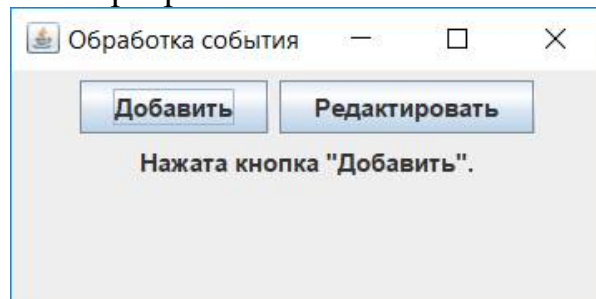 Обработка события
Добавить Редактировать
Нажата кнопка "Добавить".